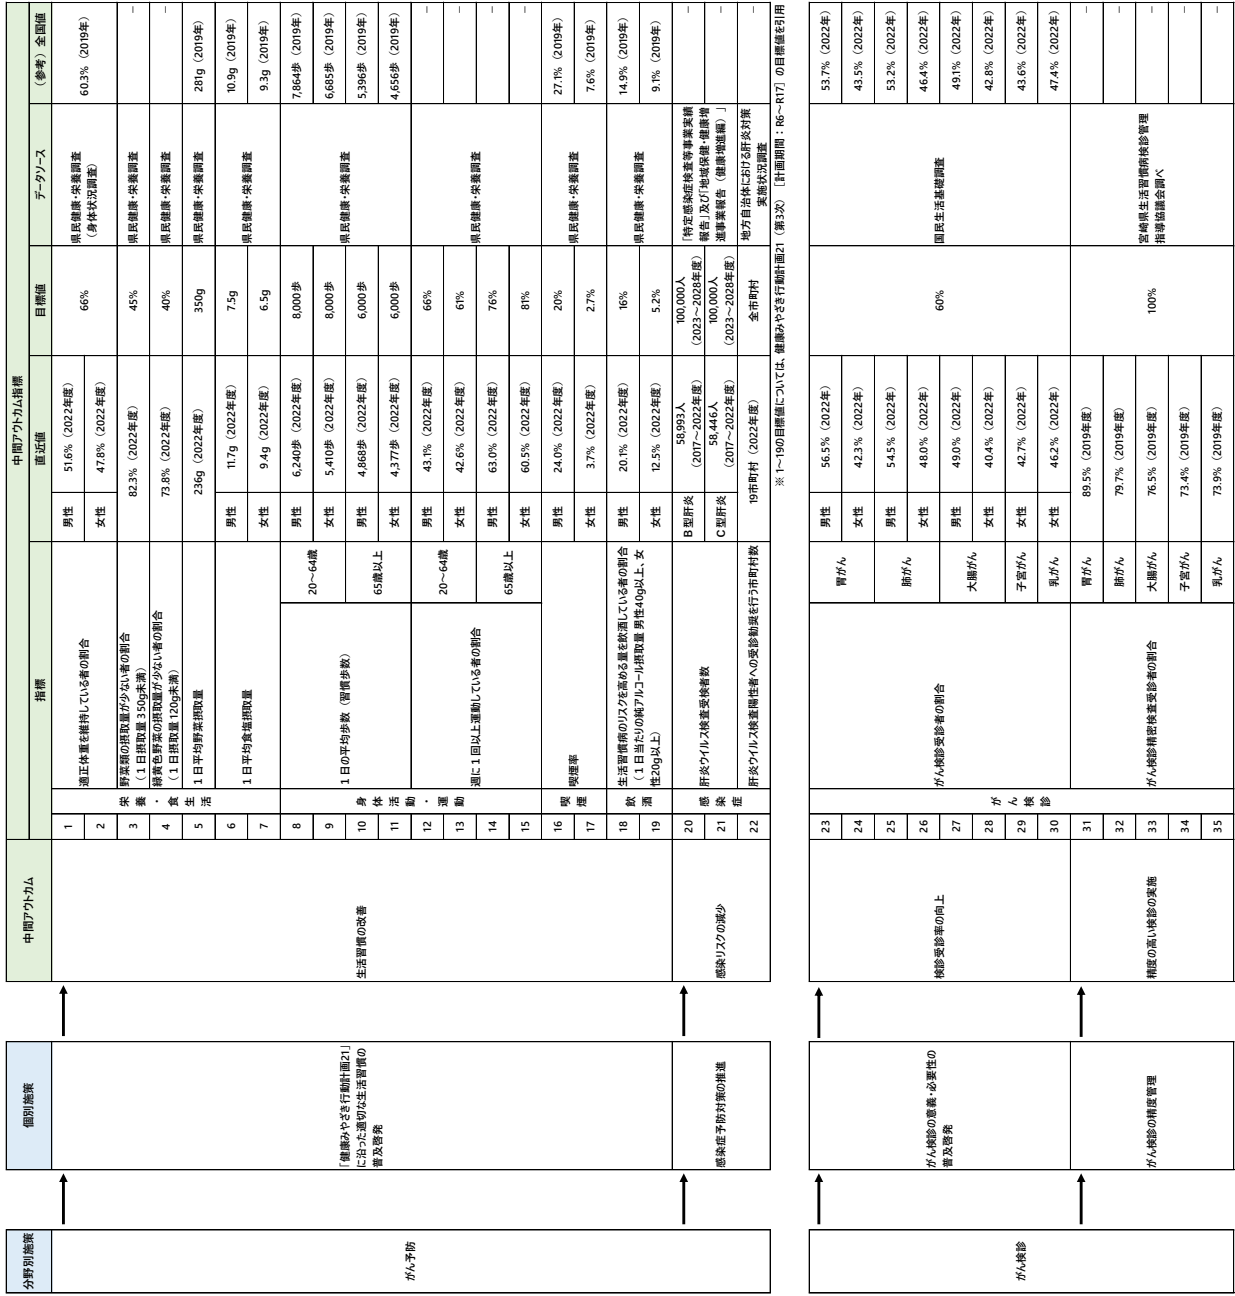 分野別施策
個別施策
中間アウトカム
中間アウトカム指標
指標
直近値
目標値
データソース
(参考)全国値
がん予防
「健康みやざき行動計画21」
に沿った適切な生活習慣の
普及啓発
生活習慣の改善
栄養・食生活
1
適正体重を維持している者の割合
男性
51.6%(2022年度)
66%
県民健康・栄養調査
(身体状況調査)
60.3%(2019年)
2
女性
47.8%(2022年度)
3
野菜類の摂取量が少ない者の割合
(1日摂取量350g未満)
82.3%(2022年度)
45%
県民健康・栄養調査
－
4
緑黄色野菜の摂取量が少ない者の割合
(1日摂取量120g未満)
73.8%(2022年度)
40%
県民健康・栄養調査
－
5
1日平均野菜摂取量
236g(2022年度)
350g
県民健康・栄養調査
281g(2019年)
6
1日平均食塩摂取量
男性
11.7g(2022年度)
7.5g
県民健康・栄養調査
10.9g(2019年)
7
女性
9.4g(2022年度)
6.5g
9.3g(2019年)
身体活動・運動
8
1日の平均歩数(習慣歩数)
20～64歳
男性
6,240歩(2022年度)
8,000歩
県民健康・栄養調査
7,864歩(2019年)
9
女性
5,410歩(2022年度)
8,000歩
6,685歩(2019年)
10
65歳以上
男性
4,868歩(2022年度)
6,000歩
5,396歩(2019年)
11
女性
4,377歩(2022年度)
6,000歩
4,656歩(2019年)
12
週に1回以上運動している者の割合
20～64歳
男性
43.1%(2022年度)
66%
県民健康・栄養調査
－
13
女性
42.6%(2022年度)
61%
－
14
65歳以上
男性
63.0%(2022年度)
76%
－
15
女性
60.5%(2022年度)
81%
－
喫煙
16
喫煙率
男性
24.0%(2022年度)
20%
県民健康・栄養調査
27.1%(2019年)
17
女性
3.7%(2022年度)
2.7%
7.6%(2019年)
飲酒
18
生活習慣病のリスクを高める量を飲酒している者の割合
(1日当たりの純アルコール摂取量 男性40g以上、女
性20g以上)
男性
20.1%(2022年度)
16%
県民健康・栄養調査
14.9%(2019年)
19
女性
12.5%(2022年度)
5.2%
9.1%(2019年)
感染症予防対策の推進
感染リスクの減少
感染症
20
肝炎ウイルス検査受検者数
B型肝炎
58,993人
(2017～2022年度)
100,000人
(2023～2028年度)
「特定感染症検査等事業実績
報告」及び「地域保健・健康増
進事業報告(健康増進編)」
－
21
C型肝炎
58,446人
(2017～2022年度)
100,000人
(2023～2028年度)
－
22
肝炎ウイルス検査陽性者への受診勧奨を行う市町村数
19市町村(2022年度)
全市町村
地方自治体における肝炎対策
実施状況調査
－
※1～19の目標値については、健康みやざき行動計画21(第3次)［計画期間：R6～R17］の目標値を引用
がん検診
がん検診の意義・必要性の
普及啓発
検診受診率の向上
がん検診
23
がん検診受診者の割合
胃がん
男性
56.5%(2022年)
60%
国民生活基礎調査
53.7%(2022年)
24
女性
42.3%(2022年)
43.5%(2022年)
25
肺がん
男性
54.5%(2022年)
53.2%(2022年)
26
女性
48.0%(2022年)
46.4%(2022年)
27
大腸がん
男性
49.0%(2022年)
49.1%(2022年)
28
女性
40.4%(2022年)
42.8%(2022年)
29
子宮がん
女性
42.7%(2022年)
43.6%(2022年)
30
乳がん
女性
46.2%(2022年)
47.4%(2022年)
がん検診の精度管理
精度の高い検診の実施
31
がん検診精密検査受診者の割合
胃がん
89.5%(2019年度)
100%
宮崎県生活習慣病検診管理
指導協議会調べ
－
32
肺がん
79.7%(2019年度)
－
33
大腸がん
76.5%(2019年度)
－
34
子宮がん
73.4%(2019年度)
－
35
乳がん
73.9%(2019年度)
－